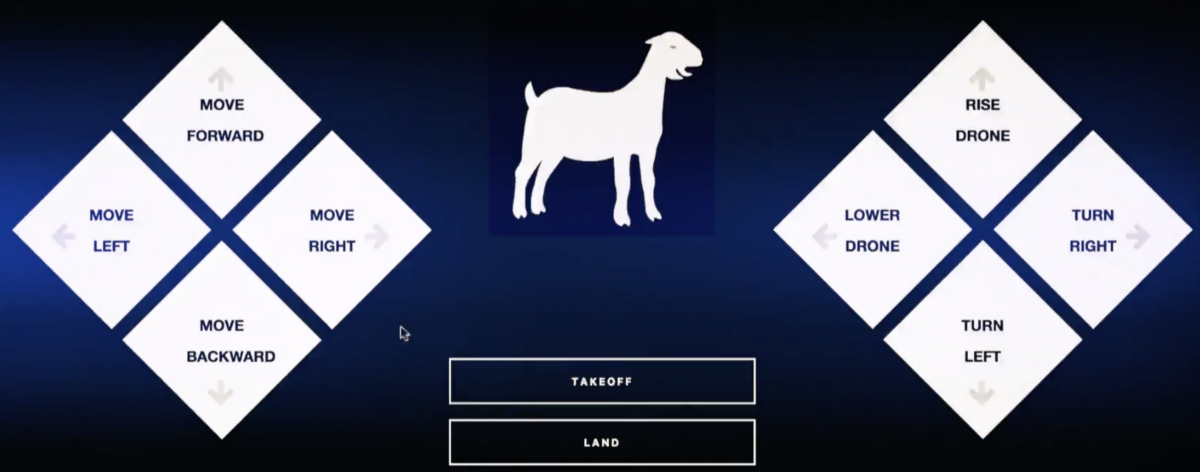 MOVE
FORWARD
MOVE
LEFT
MOVE
RIGHT
MOVE
BACKWARD
TAKEOFF
LAND
RISE
DRONE
LOWER
DRONE
TURN
RIGHT
TURN
LEFT